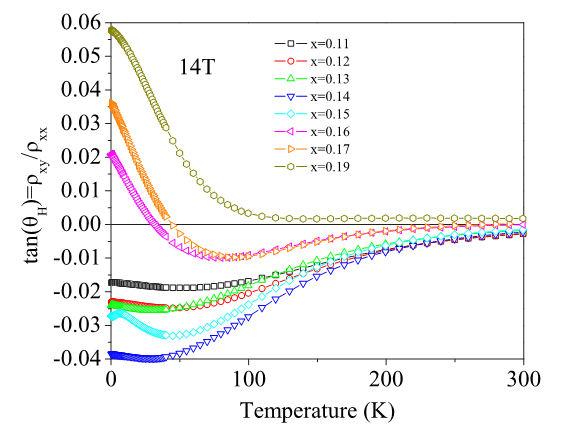 0.06
0.05
0.04
0.03
0.02
0.01
0.00
-0.01
-0.02
-0.03
-0.04
tan(θH)=ρxy/ρxx
14T
x=0.11
x=0.12
x=0.13
x=0.14
x=0.15
x=0.16
x=0.17
x=0.19
0 100 200 300
Temperature (K)